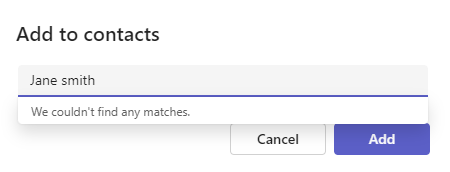 Add to contacts
Jane smith
We couldn't find any matches.
Cancel
Add